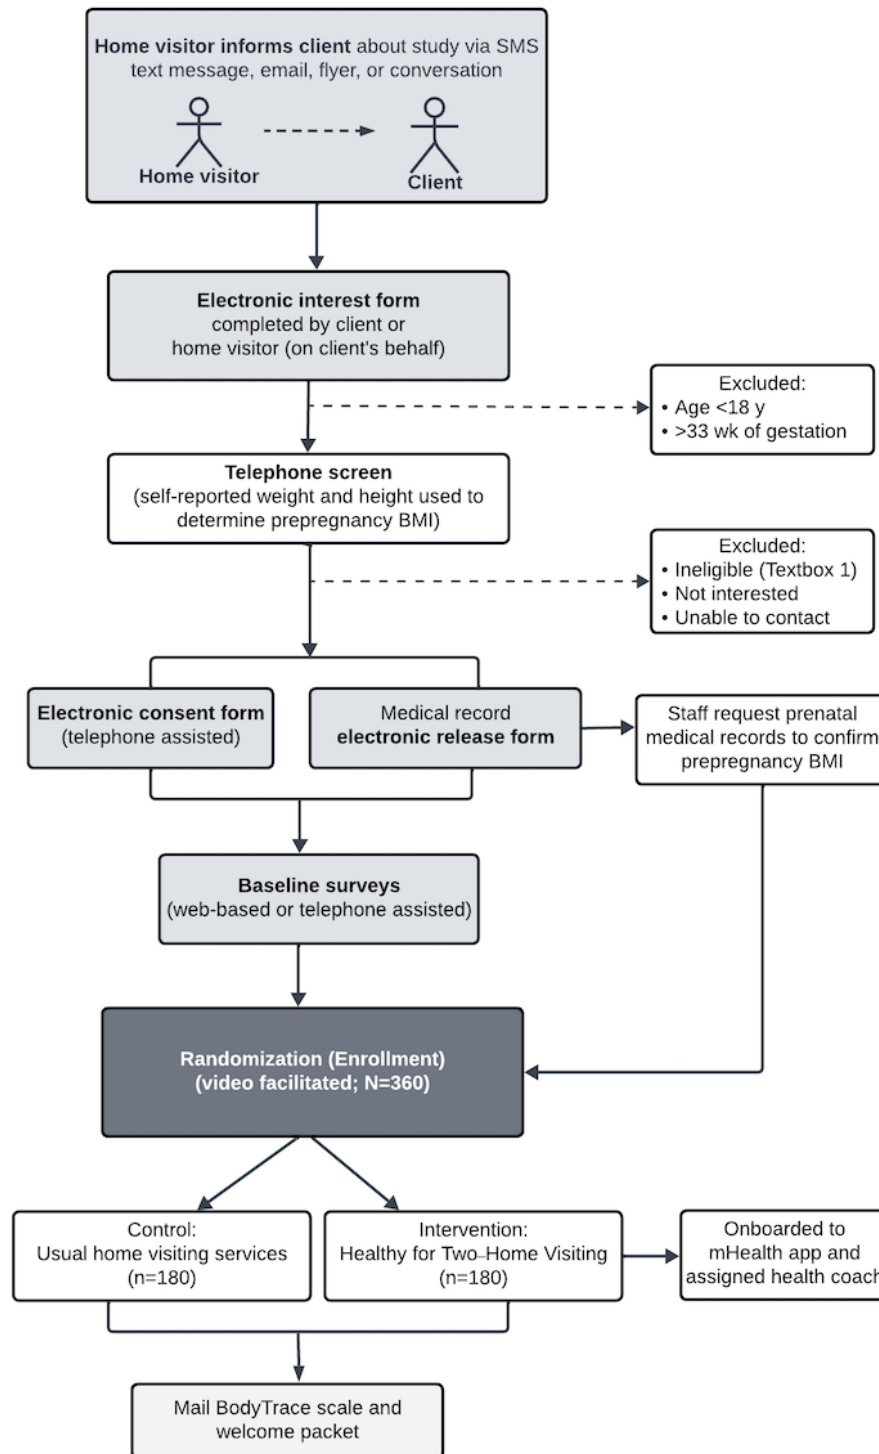 Home visitor informs client about study via SMS
text message, email, flyer, or conversation
Home visitor
Client
Electronic interest form
completed by client or
home visitor (on client's behalf)
Excluded:
• Age <18 y
• >33 wk of gestation
Telephone screen
(self-reported weight and height used to
determine prepregnancy BMI)
Excluded:
• Ineligible (Textbox 1)
• Not interested
• Unable to contact
Electronic consent form
(telephone assisted)
Medical record
electronic release form
Staff request prenatal
medical records to confirm
prepregnancy BMI
Baseline surveys
(web-based or telephone assisted)
Randomization (Enrollment)
(video facilitated; N=360)
Control:
Usual home visiting services
(n=180)
Intervention:
Healthy for Two–Home Visiting
(n=180)
Onboarded to
mHealth app and
assigned health coach
Mail BodyTrace scale and
welcome packet